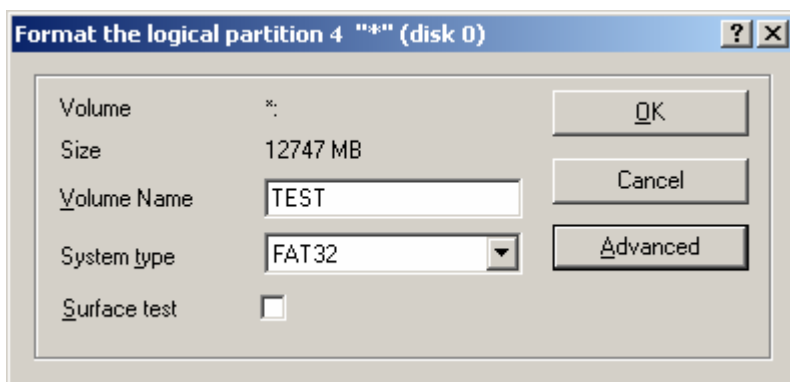 Format the logical partition 4 "*" (disk 0)
Volume *: OK
Size 12747 MB
Volume Name TEST Cancel
System type FAT32 Advanced
Surface test